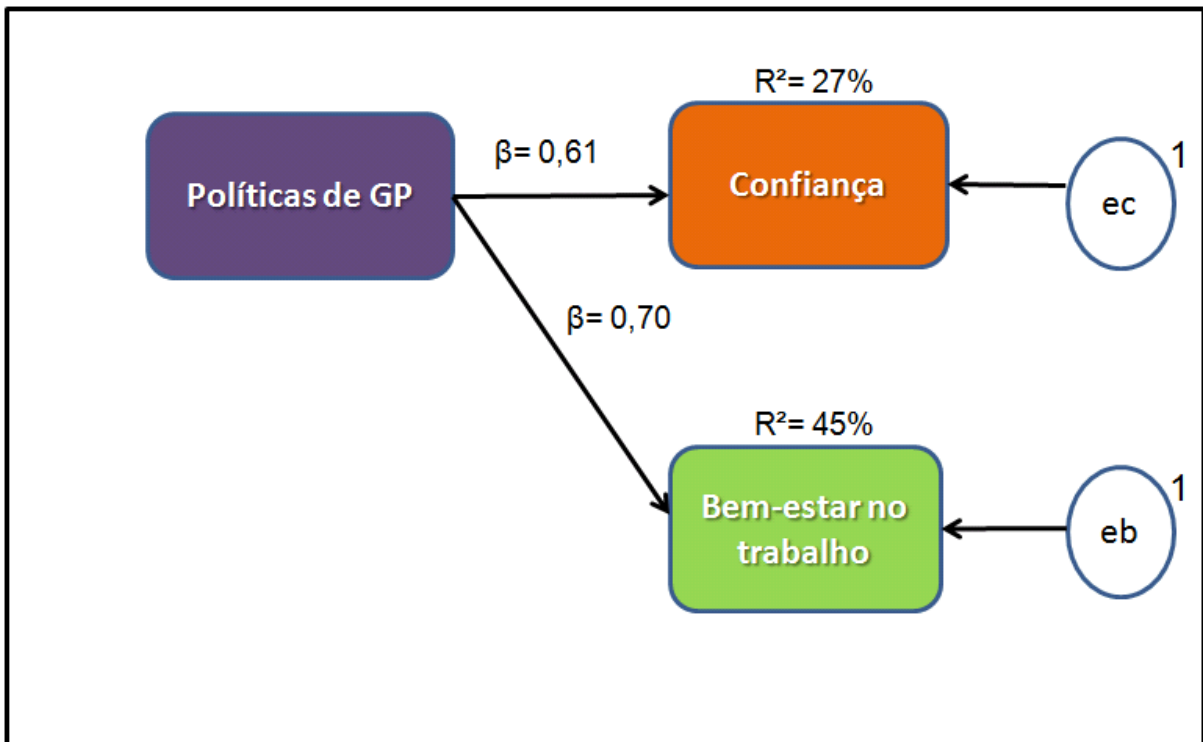 R²= 27%
Políticas de GP
β= 0,61
Confiança
ec
1
β= 0,70
R²= 45%
Bem-estar no
trabalho
eb
1